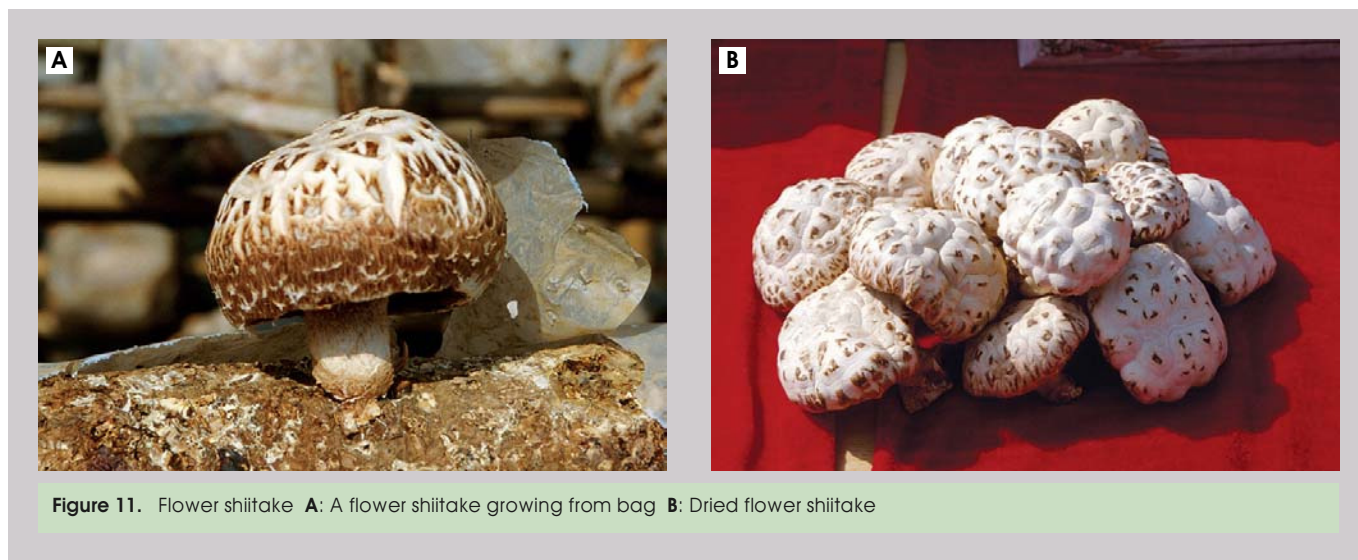 A
B
Figure 11. Flower shiitake A: A flower shiitake growing from bag B: Dried flower shiitake